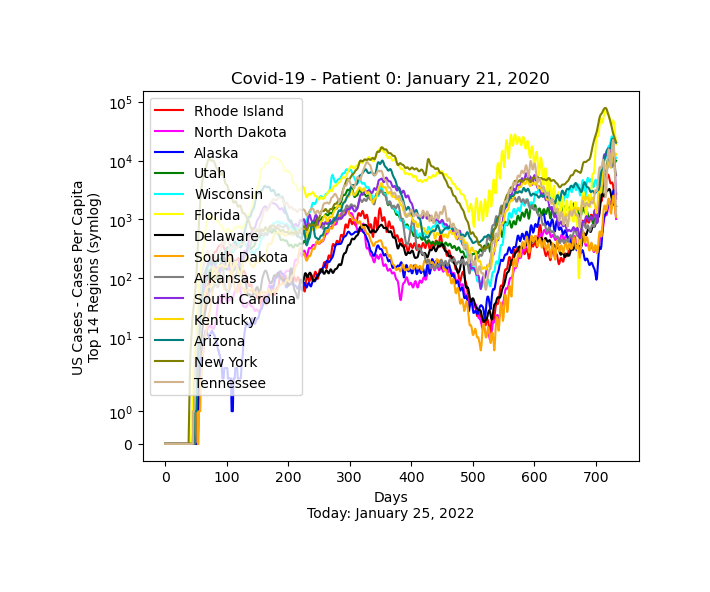 Covid-19 - Patient 0: January 21, 2020
US Cases - Cases Per Capita
Top 14 Regions (symlog)
10^5
10^4
10^3
10^2
10^1
10^0
0
Rhode Island
North Dakota
Alaska
Utah
Wisconsin
Florida
Delaware
South Dakota
Arkansas
South Carolina
Kentucky
Arizona
New York
Tennessee
0 100 200 300 400 500 600 700
Days
Today: January 25, 2022